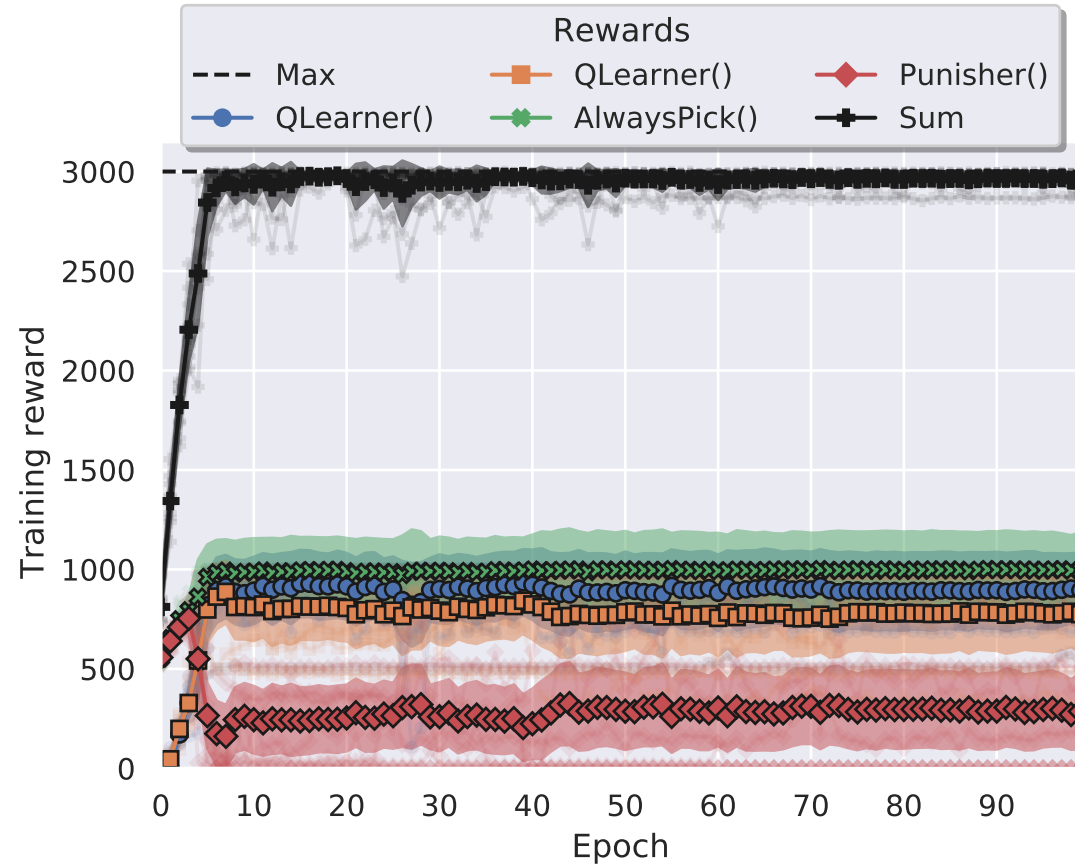 Rewards
Max QLearner() Punisher()
QLearner() AlwaysPick() Sum
3000
2500
2000
1500
1000
500
0
Training reward
0 10 20 30 40 50 60 70 80 90
Epoch